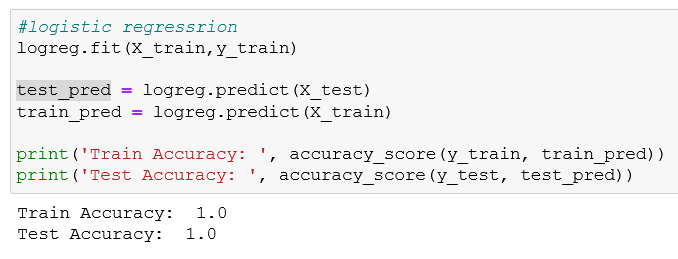 #logistic regressrion
logreg.fit(X_train,y_train)
test_pred = logreg.predict(X_test)
train_pred = logreg.predict(X_train)
print('Train Accuracy: ', accuracy_score(y_train, train_pred))
print('Test Accuracy: ', accuracy_score(y_test, test_pred))
Train Accuracy:  1.0
Test Accuracy:  1.0